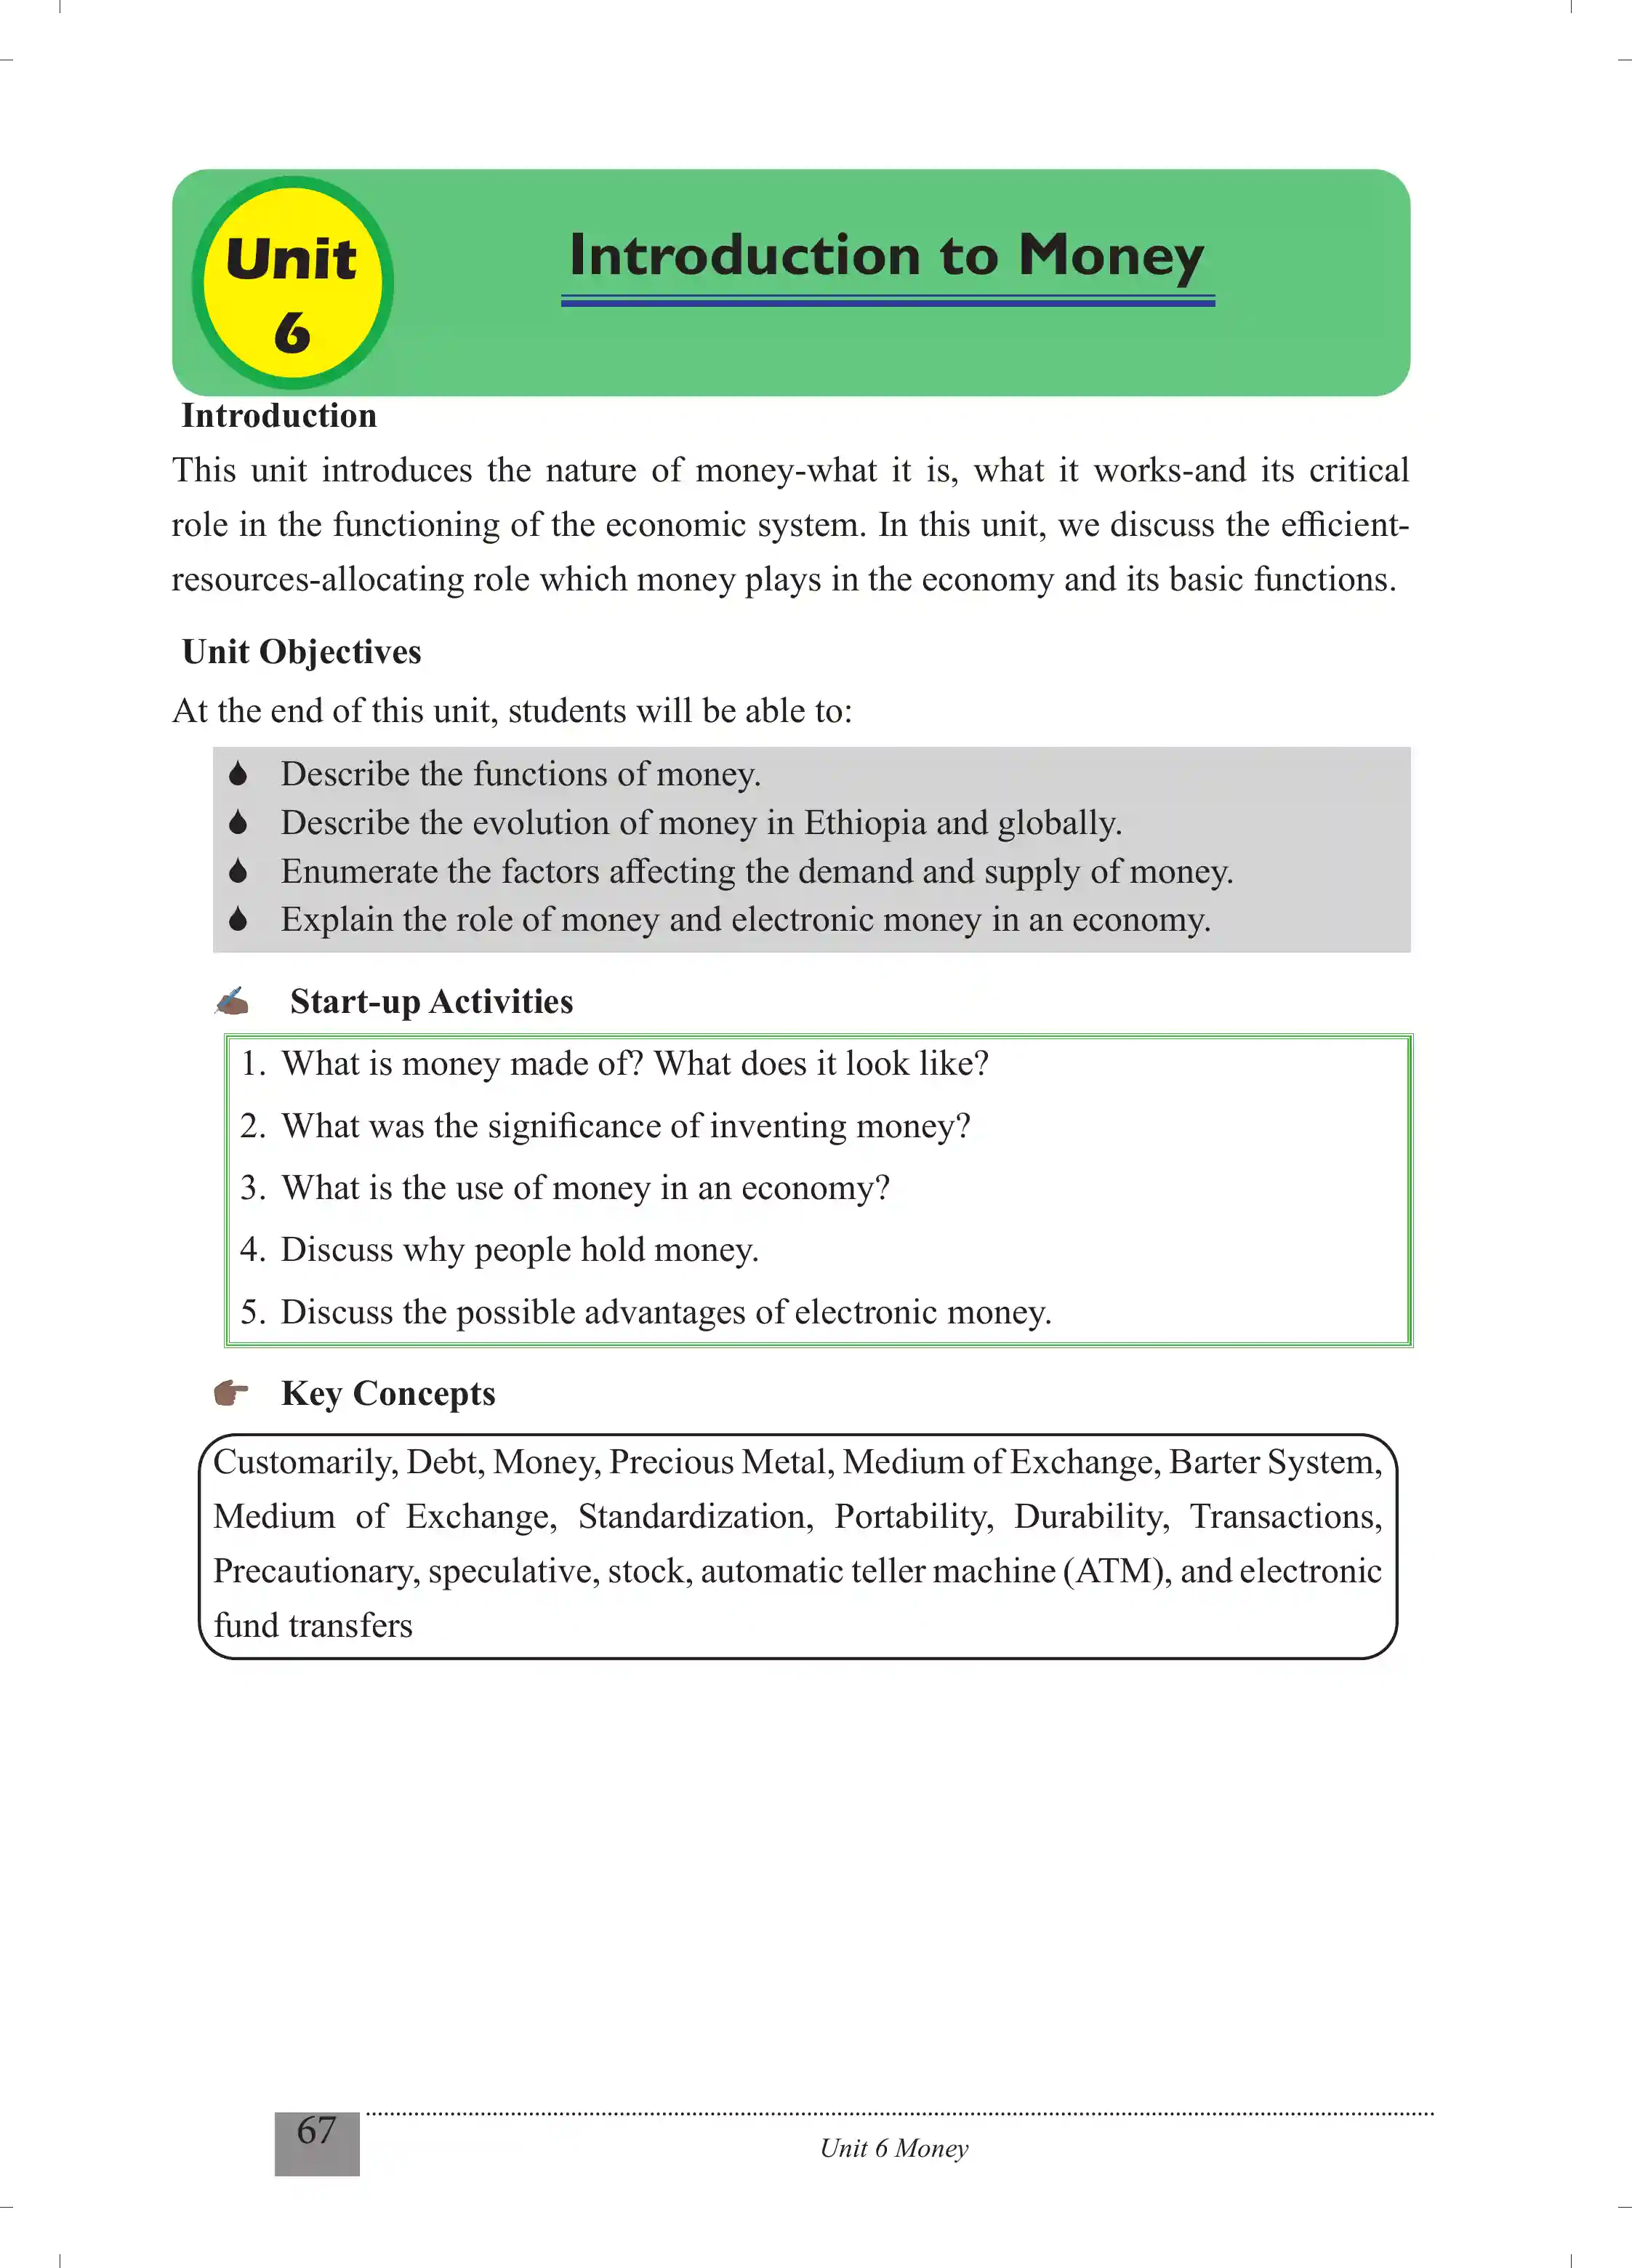 Unit
6
Introduction to Money
Introduction
This unit introduces the nature of money-what it is, what it works-and its critical
role in the functioning of the economic system. In this unit, we discuss the efficient-
resources-allocating role which money plays in the economy and its basic functions.
Unit Objectives
At the end of this unit, students will be able to:
Describe the functions of money.
Describe the evolution of money in Ethiopia and globally.
Enumerate the factors affecting the demand and supply of money.
Explain the role of money and electronic money in an economy.
Start-up Activities
1. What is money made of? What does it look like?
2. What was the significance of inventing money?
3. What is the use of money in an economy?
4. Discuss why people hold money.
5. Discuss the possible advantages of electronic money.
Key Concepts
Customarily, Debt, Money, Precious Metal, Medium of Exchange, Barter System,
Medium of Exchange, Standardization, Portability, Durability, Transactions,
Precautionary, speculative, stock, automatic teller machine (ATM), and electronic
fund transfers
67
Unit 6 Money